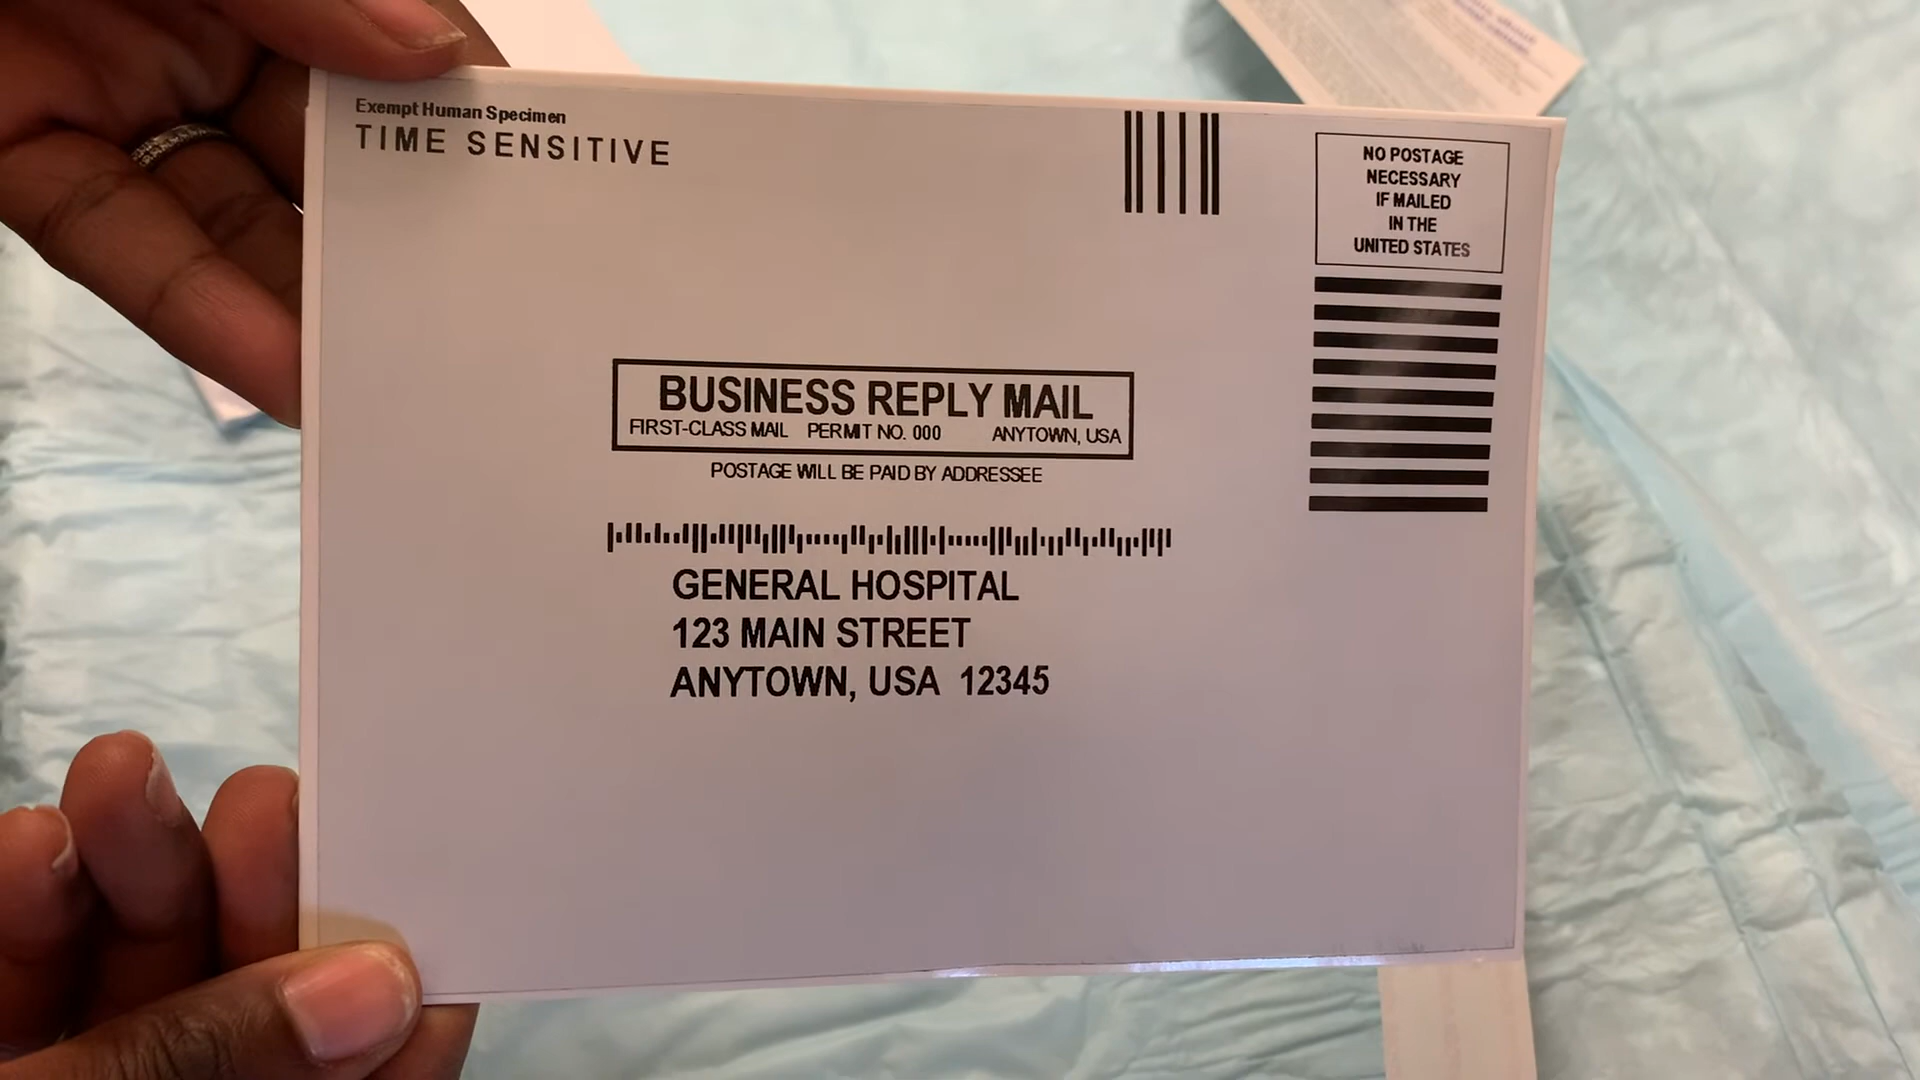 Exempt Human Specimen
TIME SENSITIVE
NO POSTAGE
NECESSARY
IF MAILED
IN THE
UNITED STATES
BUSINESS REPLY MAIL
FIRST-CLASS MAIL PERMIT NO. 000 ANYTOWN, USA
POSTAGE WILL BE PAID BY ADDRESSEE
GENERAL HOSPITAL
123 MAIN STREET
ANYTOWN, USA 12345